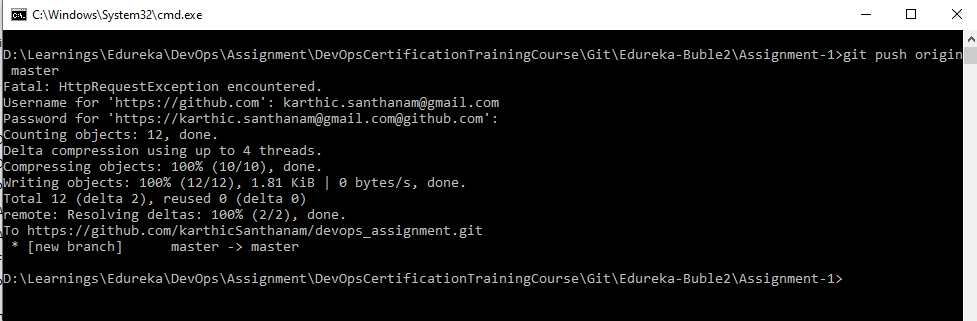 C:\Windows\System32\cmd.exe
D:\Learnings\Edureka\DevOps\Assignment\DevOpsCertificationTrainingCourse\Git\Edureka-Buble2\Assignment-1>git push origin
master
Fatal: HttpRequestException encountered.
Username for 'https://github.com': karthic.santhanam@gmail.com
Password for 'https://karthic.santhanam@gmail.com@github.com':
Counting objects: 12, done.
Delta compression using up to 4 threads.
Compressing objects: 100% (10/10), done.
Writing objects: 100% (12/12), 1.81 KiB | 0 bytes/s, done.
Total 12 (delta 2), reused 0 (delta 0)
remote: Resolving deltas: 100% (2/2), done.
To https://github.com/karthicSanthanam/devops_assignment.git
 * [new branch]      master -> master
D:\Learnings\Edureka\DevOps\Assignment\DevOpsCertificationTrainingCourse\Git\Edureka-Buble2\Assignment-1>